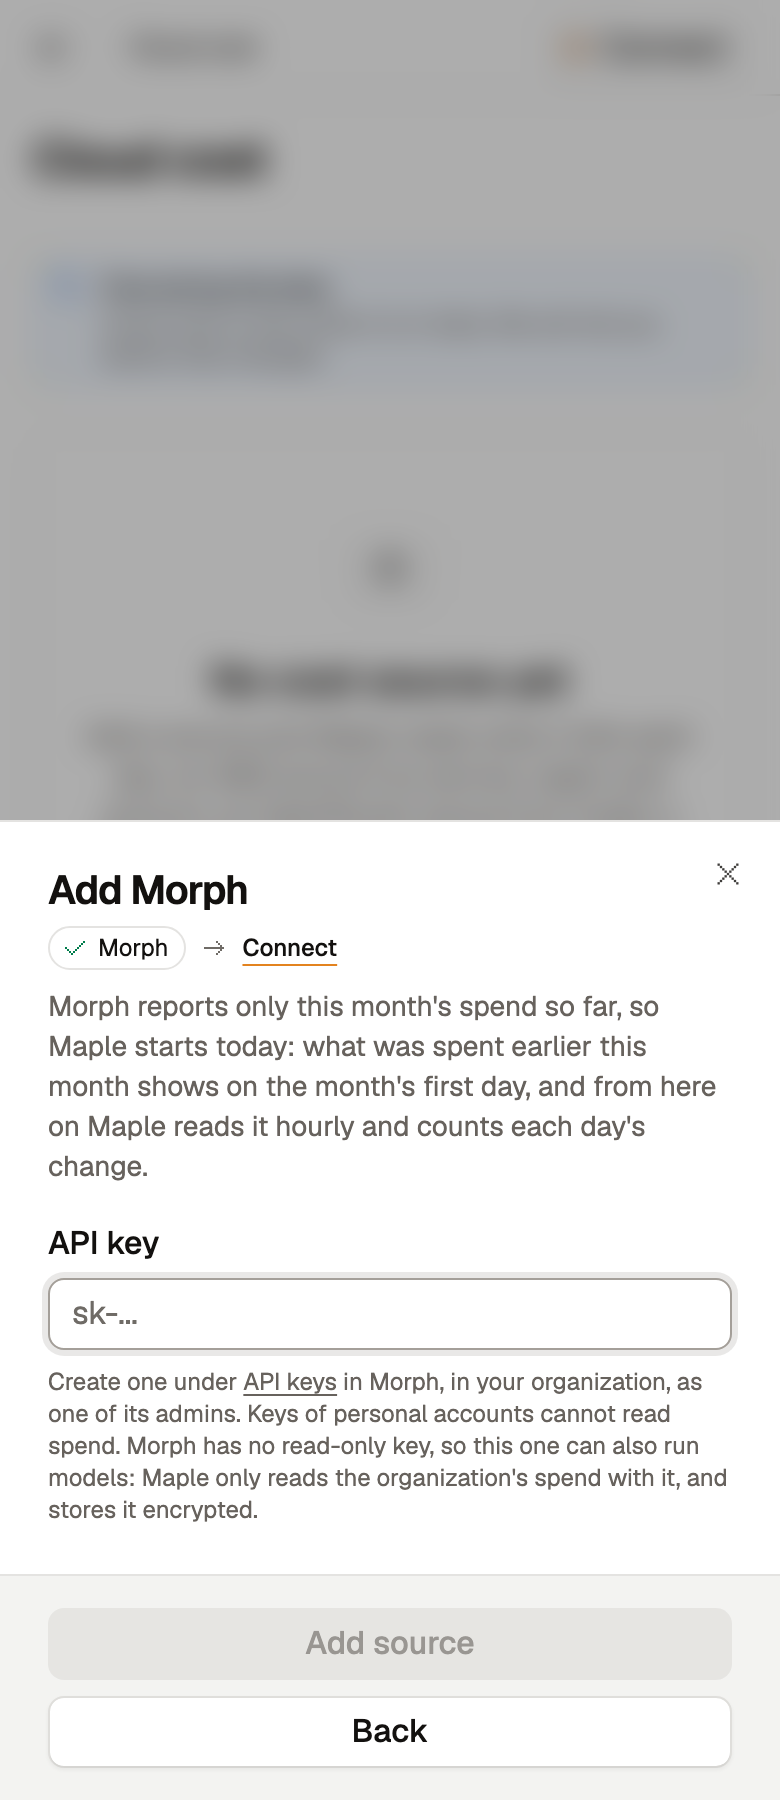 Add Morph
Morph → Connect
Morph reports only this month's spend so far, so
Maple starts today: what was spent earlier this
month shows on the month's first day, and from here
on Maple reads it hourly and counts each day's
change.
API key
sk-...
Create one under API keys in Morph, in your organization, as
one of its admins. Keys of personal accounts cannot read
spend. Morph has no read-only key, so this one can also run
models: Maple only reads the organization's spend with it, and
stores it encrypted.
Add source
Back